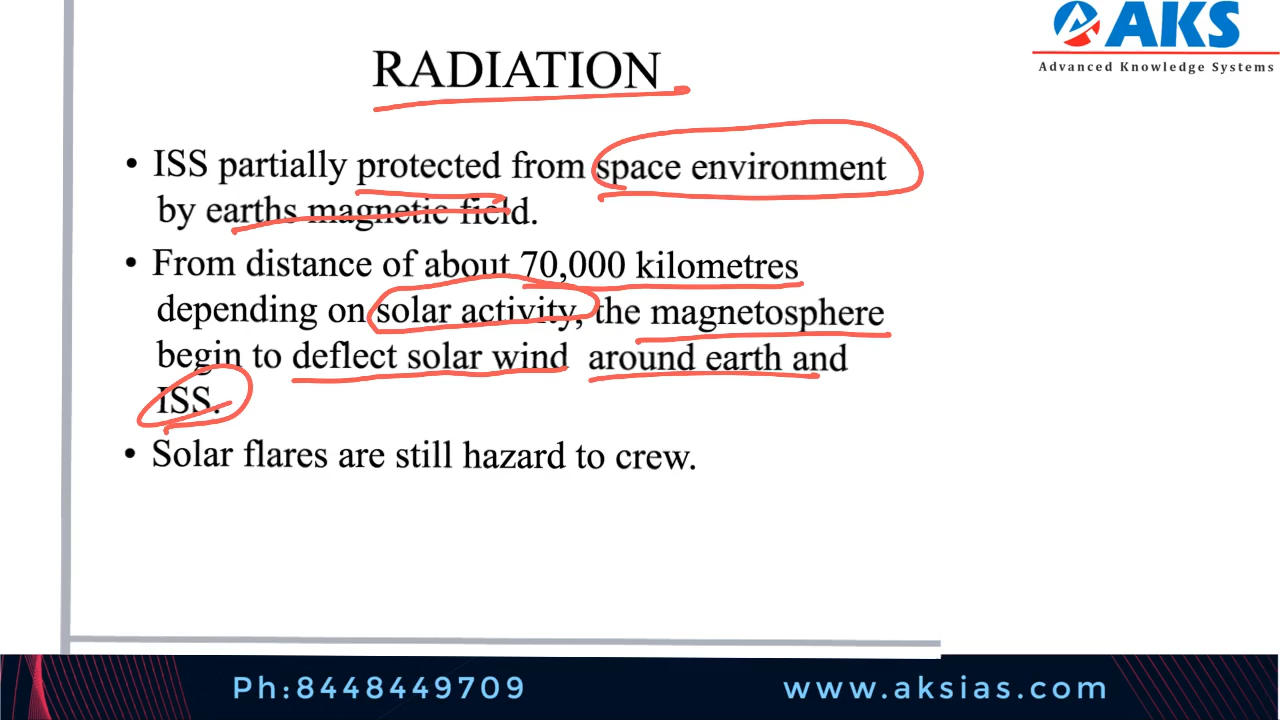 AKS
Advanced Knowledge Systems
RADIATION
• ISS partially protected from space environment
by earths magnetic field.
• From distance of about 70,000 kilometres
depending on solar activity, the magnetosphere
begin to deflect solar wind around earth and
ISS.
• Solar flares are still hazard to crew.
Ph:8448449709
www.aksias.com